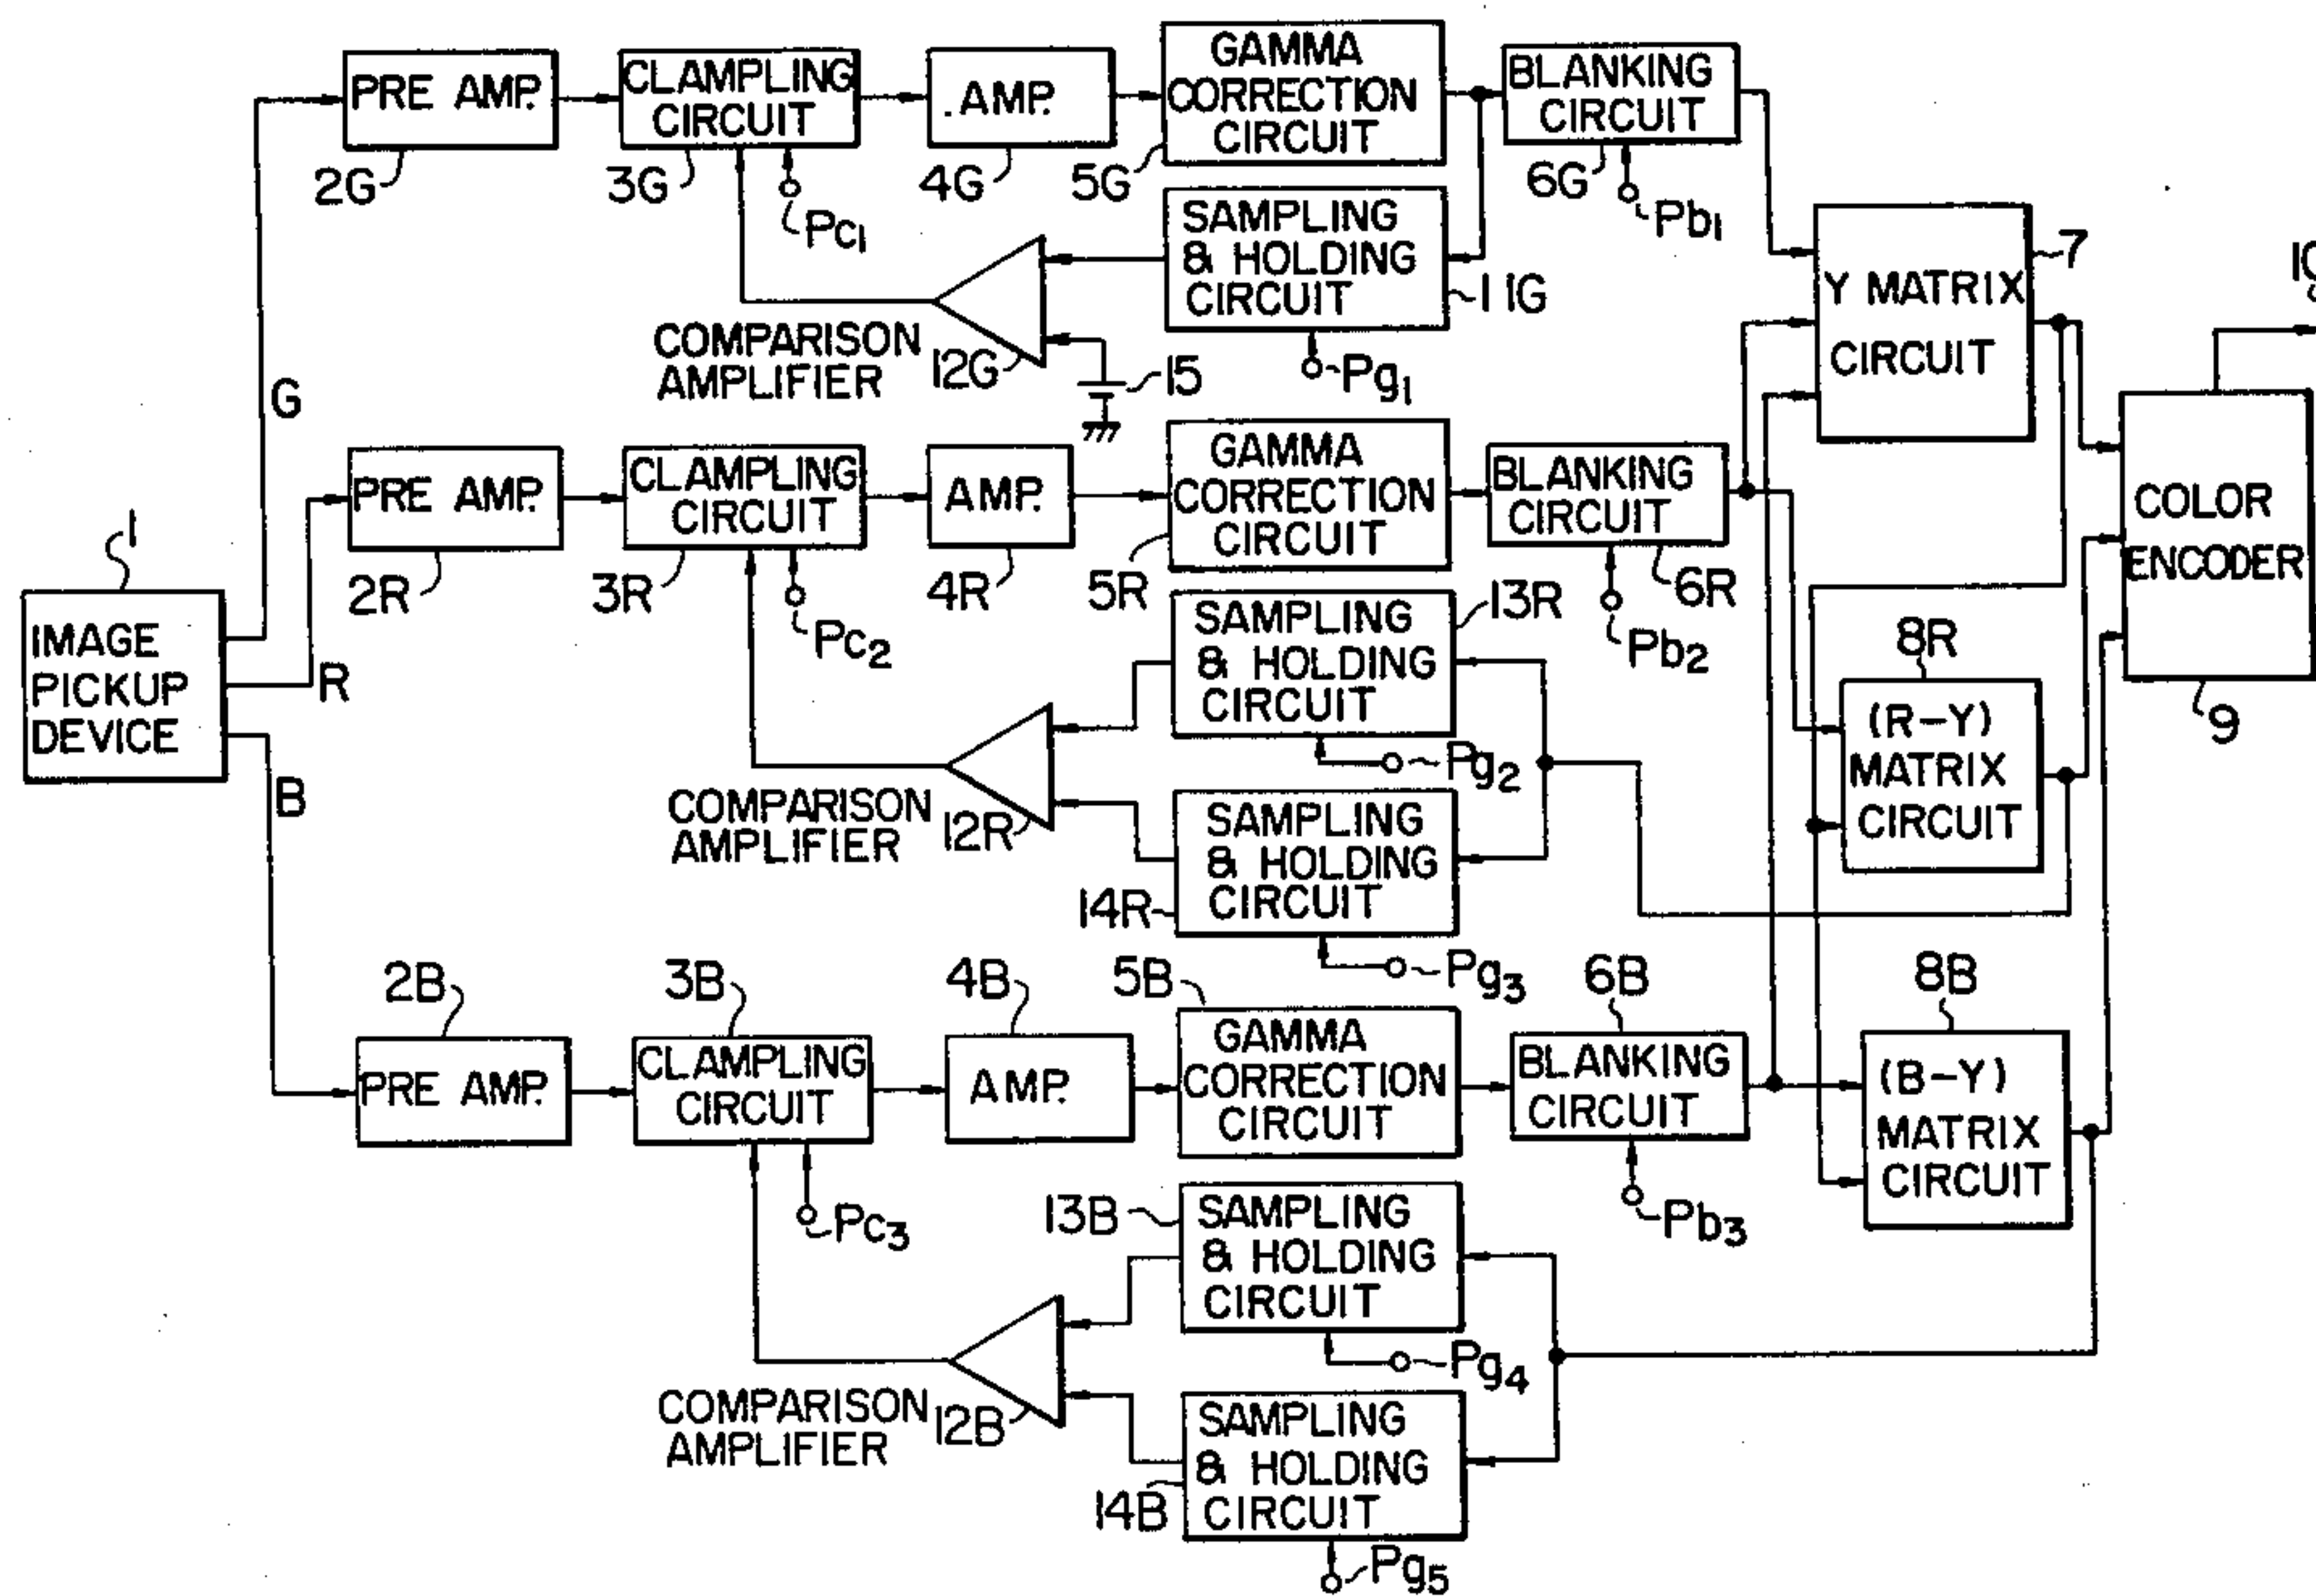 PRE AMP.
2G
CLAMPLING
CIRCUIT
3G
Pc1
AMP.
4G
GAMMA
CORRECTION
CIRCUIT
5G
BLANKING
CIRCUIT
6G
Pb1
SAMPLING
& HOLDING
CIRCUIT
11G
Pg1
COMPARISON
AMPLIFIER
12G
15
Y MATRIX
CIRCUIT
7
10
G
PRE AMP.
2R
CLAMPLING
CIRCUIT
3R
Pc2
AMP.
4R
GAMMA
CORRECTION
CIRCUIT
5R
BLANKING
CIRCUIT
6R
Pb2
COLOR
ENCODER
9
1
IMAGE
PICKUP
DEVICE
R
B
SAMPLING
& HOLDING
CIRCUIT
13R
Pg2
COMPARISON
AMPLIFIER
12R
SAMPLING
& HOLDING
CIRCUIT
14R
Pg3
8R
(R-Y)
MATRIX
CIRCUIT
2B
PRE AMP.
3B
CLAMPLING
CIRCUIT
Pc3
4B
AMP.
5B
GAMMA
CORRECTION
CIRCUIT
6B
BLANKING
CIRCUIT
Pb3
8B
(B-Y)
MATRIX
CIRCUIT
13B
SAMPLING
& HOLDING
CIRCUIT
Pg4
COMPARISON
AMPLIFIER
12B
SAMPLING
& HOLDING
CIRCUIT
14B
Pg5